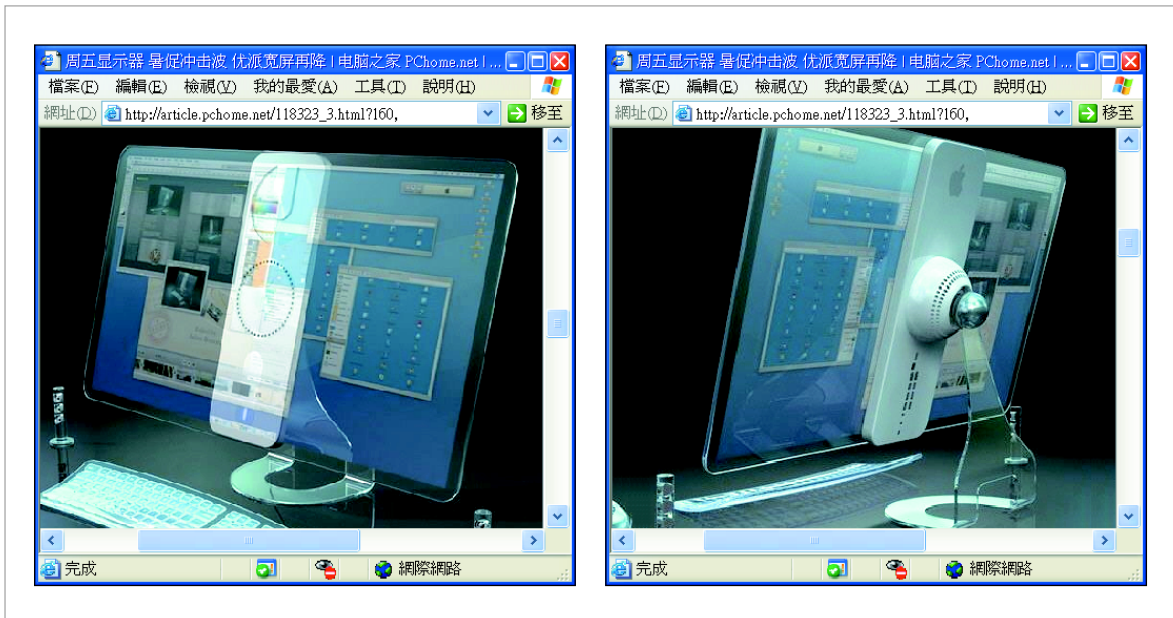 周五显示器 暑促冲击波 优派宽屏再降 | 电脑之家 PChome.net | ...
檔案(F) 編輯(E) 檢視(V) 我的最愛(A) 工具(T) 說明(H)
網址(D) http://article.pchome.net/118323_3.html?160, 移至
完成 網際網路
周五显示器 暑促冲击波 优派宽屏再降 | 电脑之家 PChome.net | ...
檔案(F) 編輯(E) 檢視(V) 我的最愛(A) 工具(T) 說明(H)
網址(D) http://article.pchome.net/118323_3.html?160, 移至
完成 網際網路